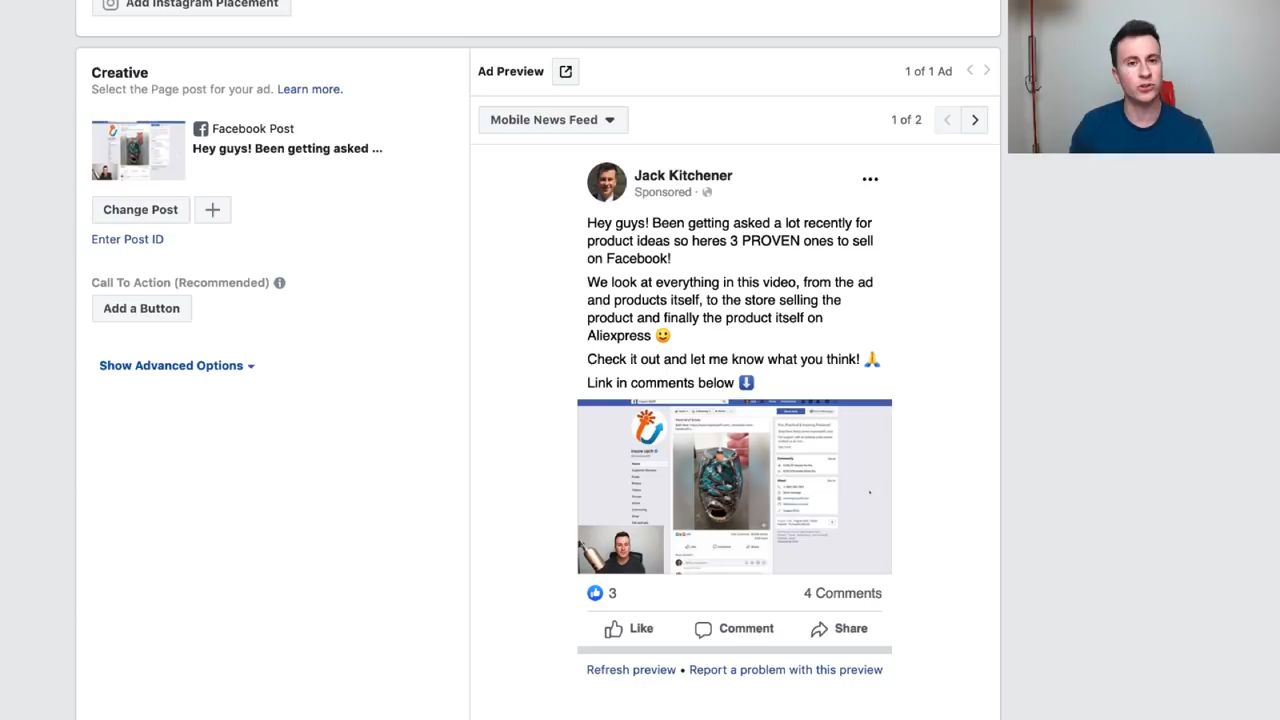 Add Instagram Placement
Creative
Select the Page post for your ad. Learn more.
Facebook Post
Hey guys! Been getting asked ...
Change Post
Enter Post ID
Call To Action (Recommended)
Add a Button
Show Advanced Options
Ad Preview
1 of 1 Ad
Mobile News Feed
1 of 2
Jack Kitchener
Sponsored ·
Hey guys! Been getting asked a lot recently for
product ideas so heres 3 PROVEN ones to sell
on Facebook!
We look at everything in this video, from the ad
and products itself, to the store selling the
product and finally the product itself on
Aliexpress 🙂
Check it out and let me know what you think! 🙏
Link in comments below ⬇️
3
4 Comments
Like
Comment
Share
Refresh preview • Report a problem with this preview